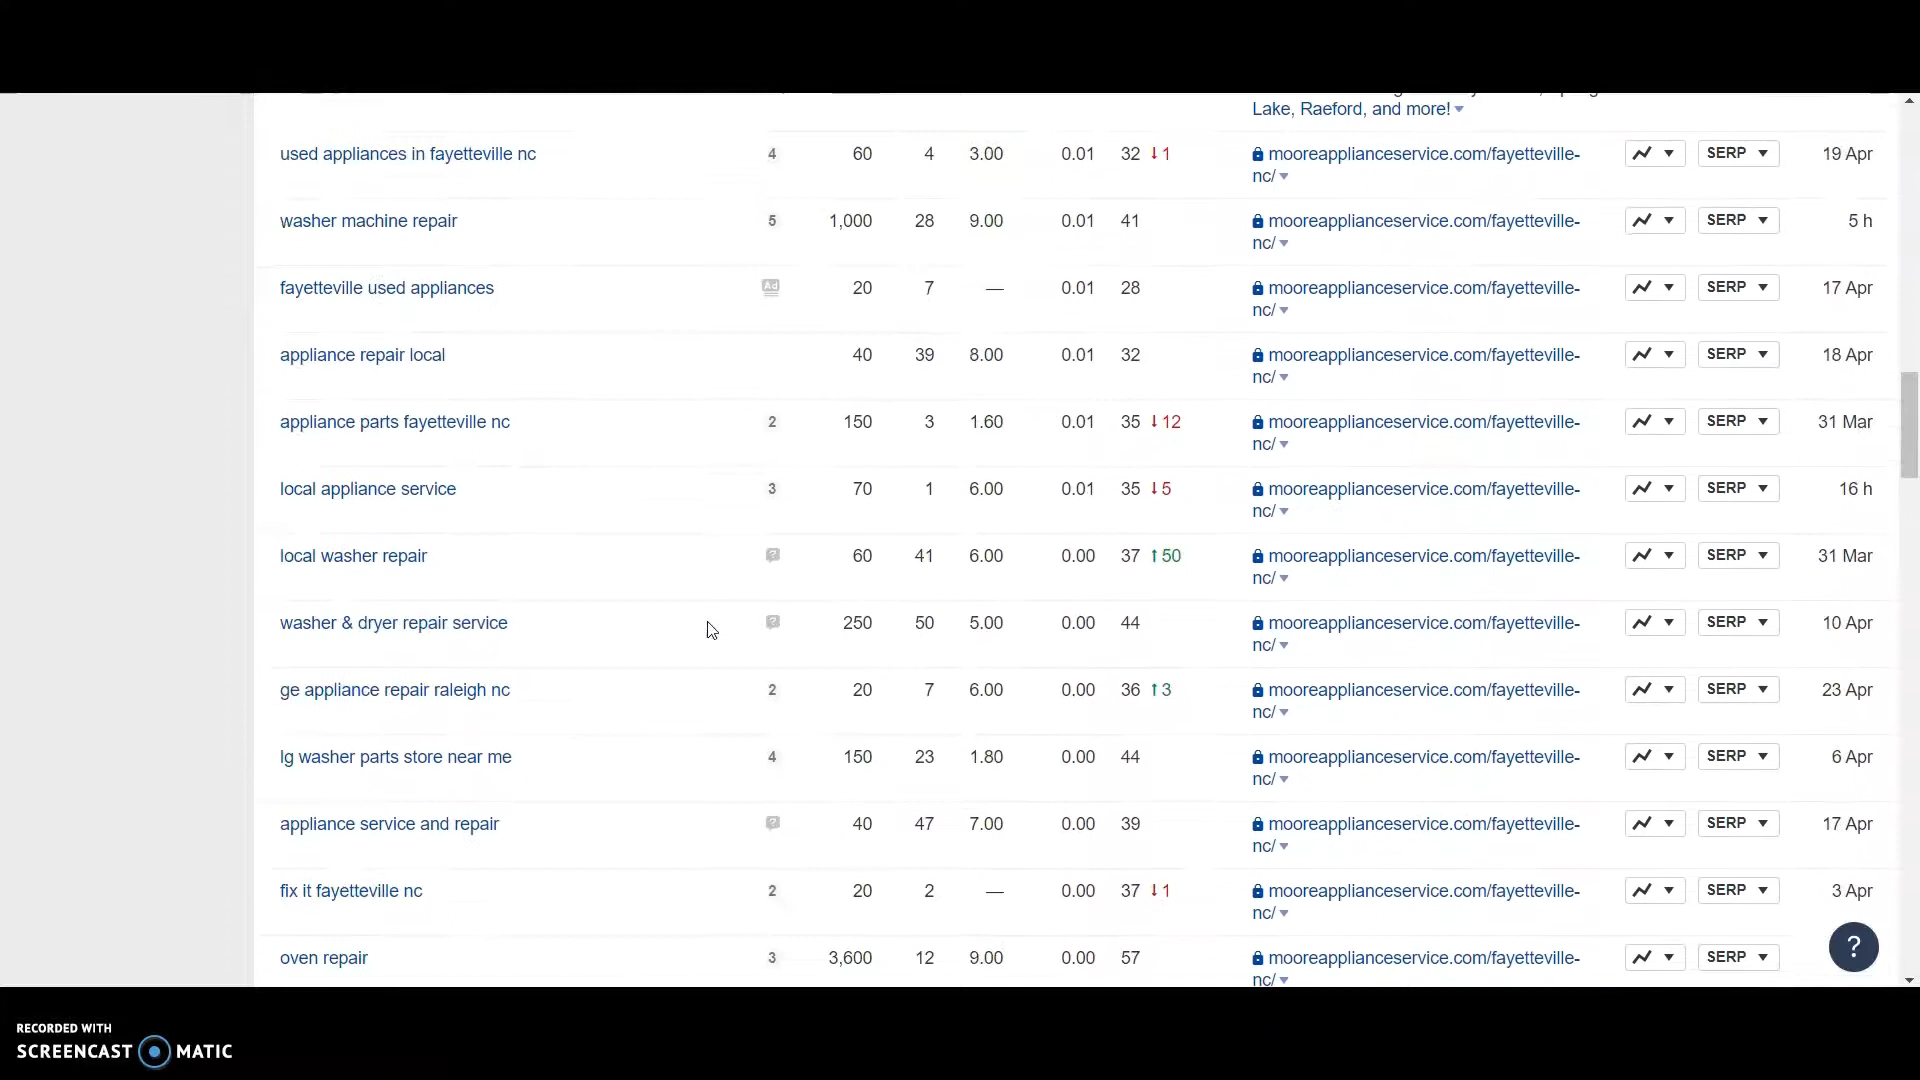 Lake, Raeford, and more!
used appliances in fayetteville nc 4 60 4 3.00 0.01 32 ↓1 mooreapplianceservice.com/fayetteville- SERP 19 Apr
nc/
washer machine repair 5 1,000 28 9.00 0.01 41 mooreapplianceservice.com/fayetteville- SERP 5 h
nc/
fayetteville used appliances Ad 20 7 — 0.01 28 mooreapplianceservice.com/fayetteville- SERP 17 Apr
nc/
appliance repair local 40 39 8.00 0.01 32 mooreapplianceservice.com/fayetteville- SERP 18 Apr
nc/
appliance parts fayetteville nc 2 150 3 1.60 0.01 35 ↓12 mooreapplianceservice.com/fayetteville- SERP 31 Mar
nc/
local appliance service 3 70 1 6.00 0.01 35 ↓5 mooreapplianceservice.com/fayetteville- SERP 16 h
nc/
local washer repair ? 60 41 6.00 0.00 37 ↑50 mooreapplianceservice.com/fayetteville- SERP 31 Mar
nc/
washer & dryer repair service ? 250 50 5.00 0.00 44 mooreapplianceservice.com/fayetteville- SERP 10 Apr
nc/
ge appliance repair raleigh nc 2 20 7 6.00 0.00 36 ↑3 mooreapplianceservice.com/fayetteville- SERP 23 Apr
nc/
lg washer parts store near me 4 150 23 1.80 0.00 44 mooreapplianceservice.com/fayetteville- SERP 6 Apr
nc/
appliance service and repair ? 40 47 7.00 0.00 39 mooreapplianceservice.com/fayetteville- SERP 17 Apr
nc/
fix it fayetteville nc 2 20 2 — 0.00 37 ↓1 mooreapplianceservice.com/fayetteville- SERP 3 Apr
nc/
oven repair 3 3,600 12 9.00 0.00 57 mooreapplianceservice.com/fayetteville- SERP
nc/
?
RECORDED WITH
SCREENCAST MATIC